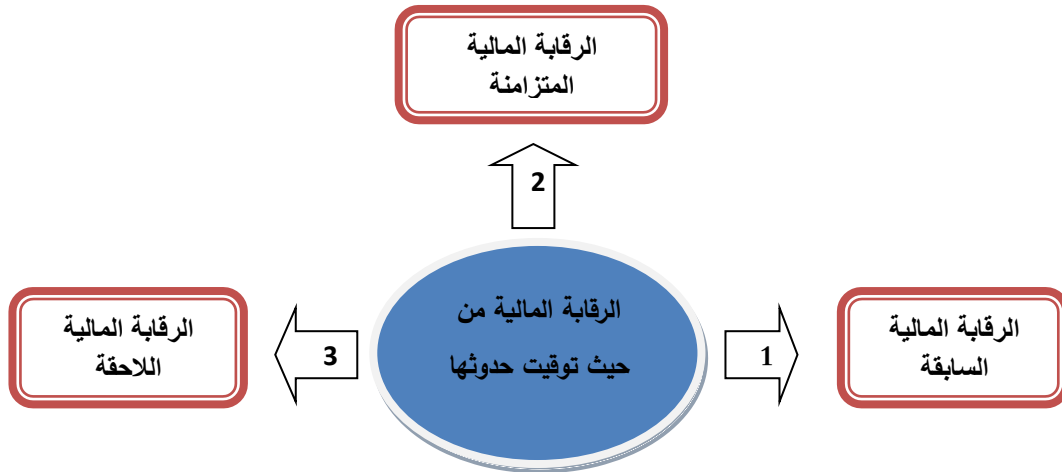 الرقابة المالية
المتزامنة
2
الرقابة المالية
السابقة
1
الرقابة المالية من
حيث توقيت حدوثها
3
الرقابة المالية
اللاحقة